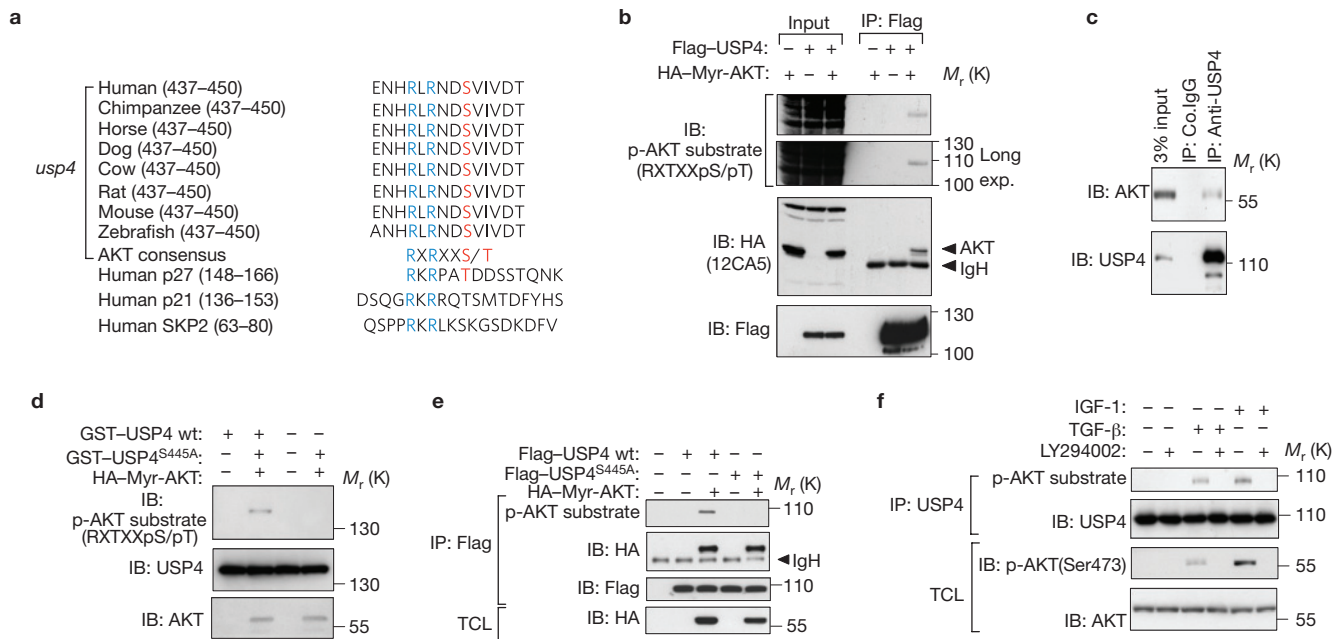 a
usp4
Human (437–450) ENHRLRNDSVIVDT
Chimpanzee (437–450) ENHRLRNDSVIVDT
Horse (437–450) ENHRLRNDSVIVDT
Dog (437–450) ENHRLRNDSVIVDT
Cow (437–450) ENHRLRNDSVIVDT
Rat (437–450) ENHRLRNDSVIVDT
Mouse (437–450) ENHRLRNDSVIVDT
Zebrafish (437–450) ANHRLRNDSVIVDT
AKT consensus RXRXXS/T
Human p27 (148–166) RKRPATDDSSTQNK
Human p21 (136–153) DSQGRKRRQTSMTDFYHS
Human SKP2 (63–80) QSPPRKRLKSKGSDKDFV
b
Input IP: Flag
Flag–USP4: – + + – + +
HA–Myr-AKT: + – + + – + Mr (K)
IB:
p-AKT substrate
(RXTXXpS/pT)
130
110 Long
100 exp.
IB: HA
(12CA5)
AKT
IgH
IB: Flag
130
100
c
3% input
IP: Co.IgG
IP: Anti-USP4
Mr (K)
IB: AKT
55
IB: USP4
110
d
GST–USP4 wt: + + – –
GST–USP4S445A: – – – +
HA–Myr-AKT: – + – + Mr (K)
IB:
p-AKT substrate
(RXTXXpS/pT)
130
IB: USP4
130
IB: AKT
55
e
Flag–USP4 wt: – + + – –
Flag–USP4S445A: – – – + +
HA–Myr-AKT: – – + – + Mr (K)
IP: Flag
p-AKT substrate
110
IB: HA
IgH
IB: Flag
110
TCL
IB: HA
55
f
IGF-1: – – – – + +
TGF-β: – – + + – –
LY294002: – + – + – + Mr (K)
IP: USP4
p-AKT substrate
110
IB: USP4
110
TCL
IB: p-AKT(Ser473)
55
IB: AKT